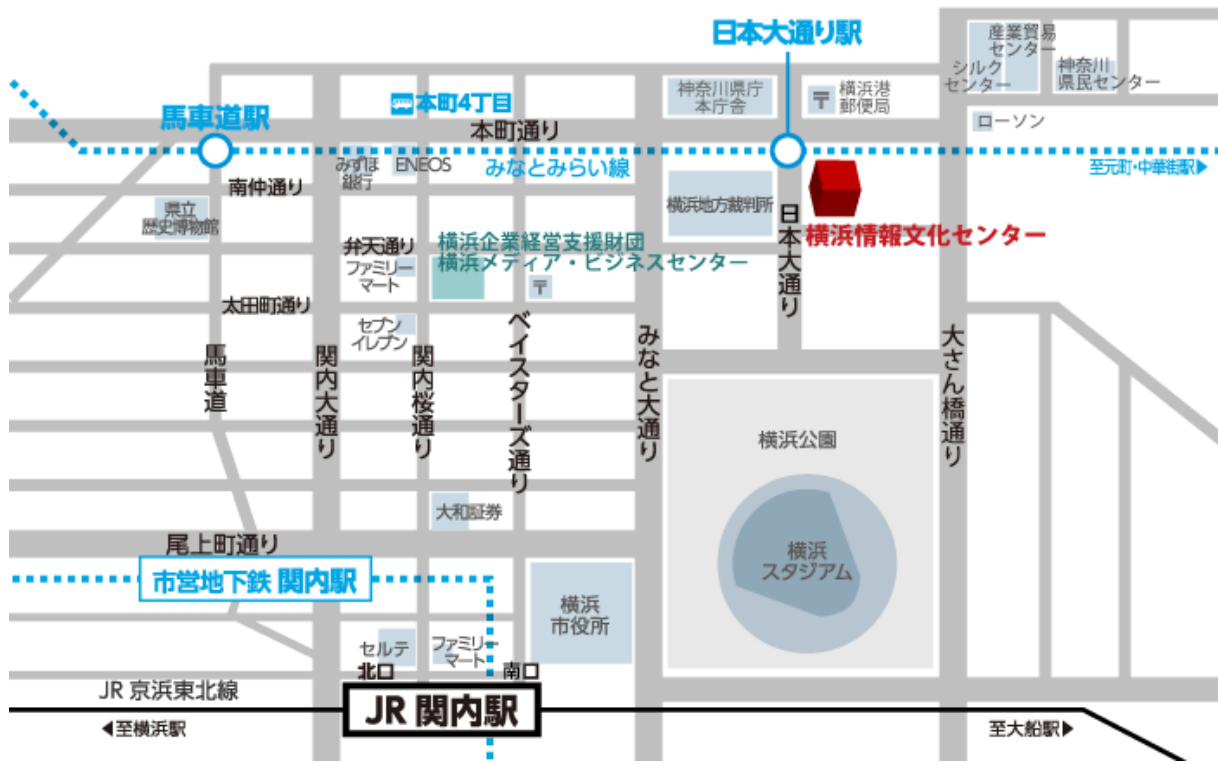 日本大通り駅
産業貿易
センター
シルク
センター
神奈川
県民センター
神奈川県庁
本庁舎
〒
横浜港
郵便局
本町4丁目
馬車道駅
本町通り
ローソン
みずほ
銀行
ENEOS
みなとみらい線
至元町・中華街駅▶
南仲通り
県立
歴史博物館
横浜地方裁判所
日本大通り
横浜情報文化センター
弁天通り
横浜企業経営支援財団
横浜メディア・ビジネスセンター
ファミリー
マート
〒
太田町通り
セブン
イレブン
馬車道
関内大通り
関内桜通り
ベイスターズ通り
みなと大通り
大さん橋通り
横浜公園
大和証券
尾上町通り
横浜
スタジアム
市営地下鉄 関内駅
横浜
市役所
セルテ
ファミリー
マート
北口
南口
JR 京浜東北線
JR 関内駅
◀至横浜駅
至大船駅▶